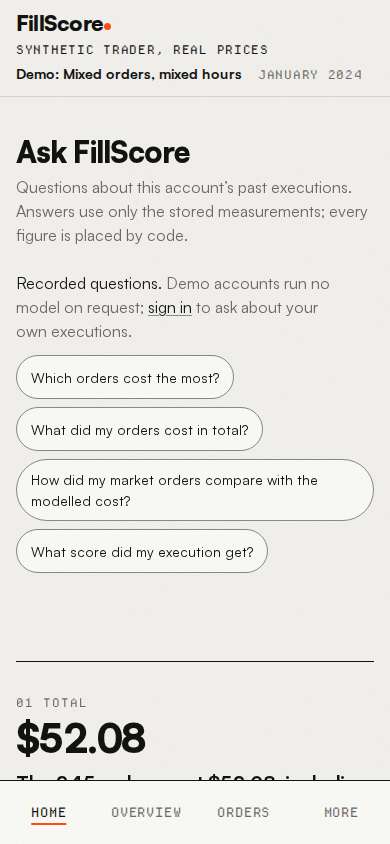 FillScore
SYNTHETIC TRADER, REAL PRICES
Demo: Mixed orders, mixed hours JANUARY 2024
Ask FillScore
Questions about this account's past executions.
Answers use only the stored measurements; every
figure is placed by code.
Recorded questions. Demo accounts run no
model on request; sign in to ask about your
own executions.
Which orders cost the most?
What did my orders cost in total?
How did my market orders compare with the
modelled cost?
What score did my execution get?
01 TOTAL
$52.08
HOME OVERVIEW ORDERS MORE